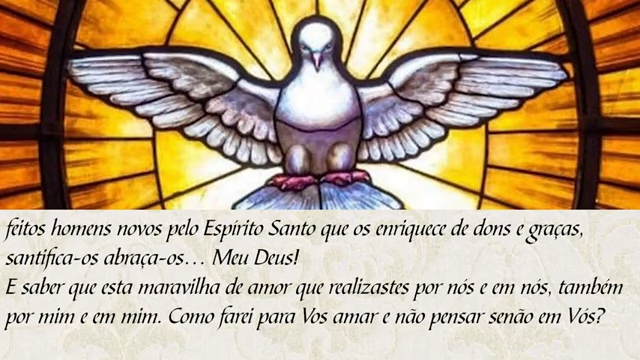 feitos homens novos pelo Espírito Santo que os enriquece de dons e graças,
santifica-os abraça-os… Meu Deus!
E saber que esta maravilha de amor que realizastes por nós e em nós, também
por mim e em mim. Como farei para Vos amar e não pensar senão em Vós?